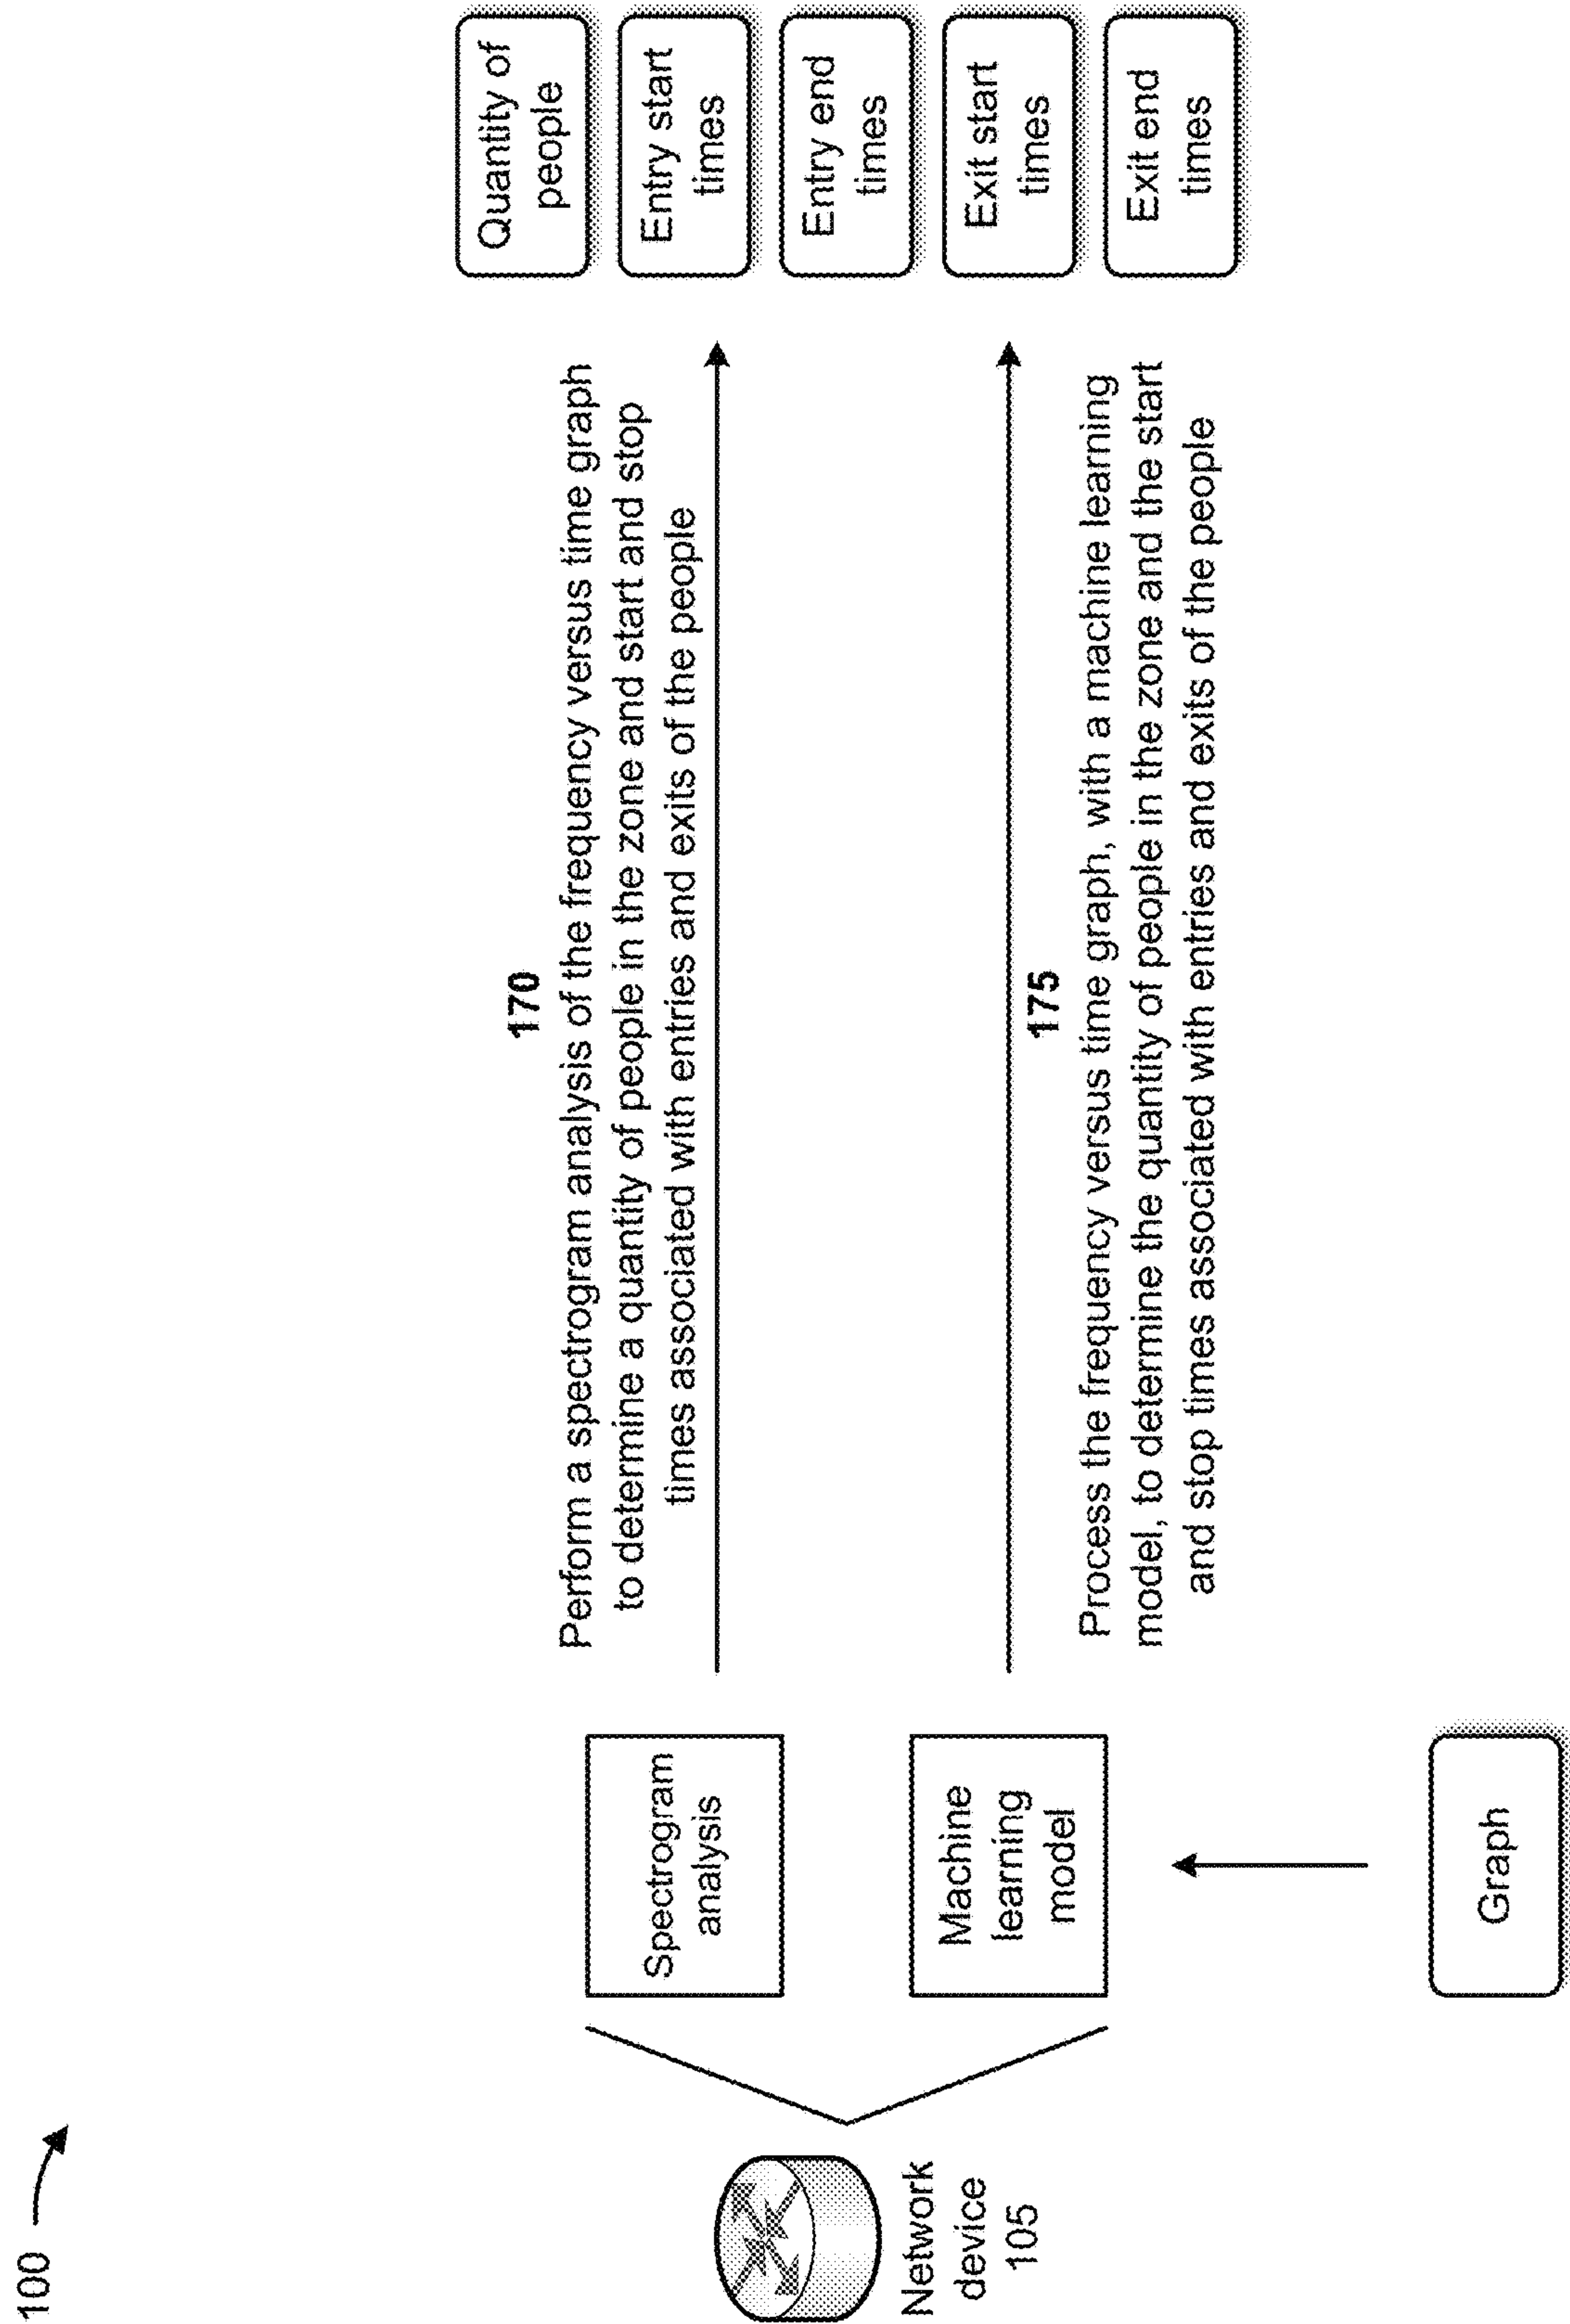 100
Network
device
105
Spectrogram
analysis
Machine
learning
model
Graph
170
Perform a spectrogram analysis of the frequency versus time graph
to determine a quantity of people in the zone and start and stop
times associated with entries and exits of the people
175
Process the frequency versus time graph, with a machine learning
model, to determine the quantity of people in the zone and the start
and stop times associated with entries and exits of the people
Quantity of
people
Entry start
times
Entry end
times
Exit start
times
Exit end
times